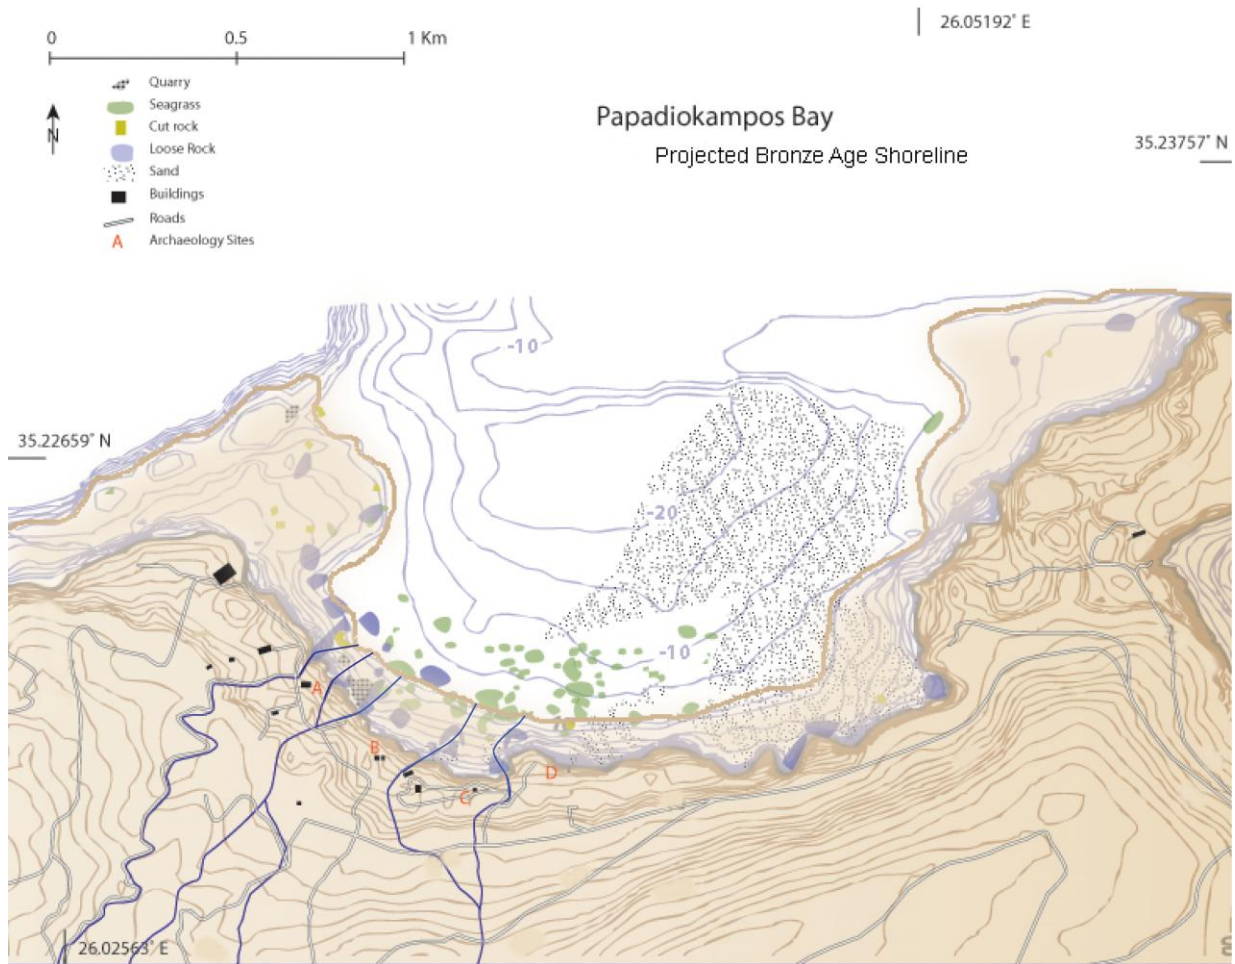 0 0.5 1 Km
26.05192° E
Quarry
Seagrass
Cut rock
Loose Rock
Sand
Buildings
Roads
A Archaeology Sites
N
Papadiokampos Bay
Projected Bronze Age Shoreline
35.23757° N
-10
35.22659° N
-20
-10
A
B
C
D
26.02563° E